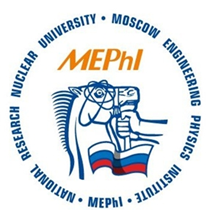 NATIONAL RESEARCH NUCLEAR UNIVERSITY • MOSCOW ENGINEERING PHYSICS INSTITUTE • MEPhI •
MEPhI